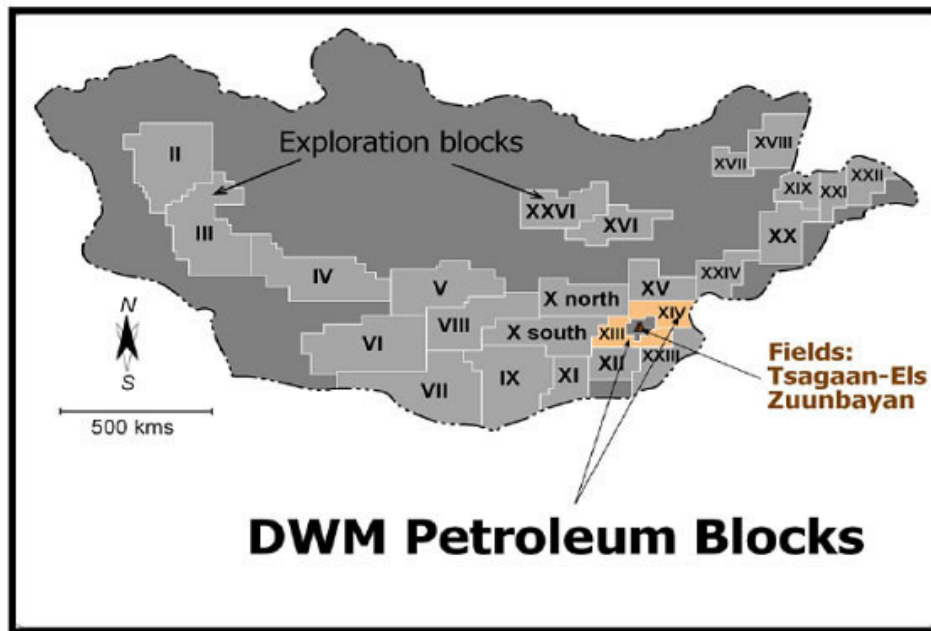 XVIII
XVII
II
Exploration blocks
XIX
XXI
XXII
XXVI
XVI
III
XX
IV
V
XXIV
XV
X north
XIV
VIII
X south
XIII
VI
N
S
XII
XXIII
Fields:
Tsagaan-Els
Zuunbayan
VII
IX
XI
500 kms
DWM Petroleum Blocks